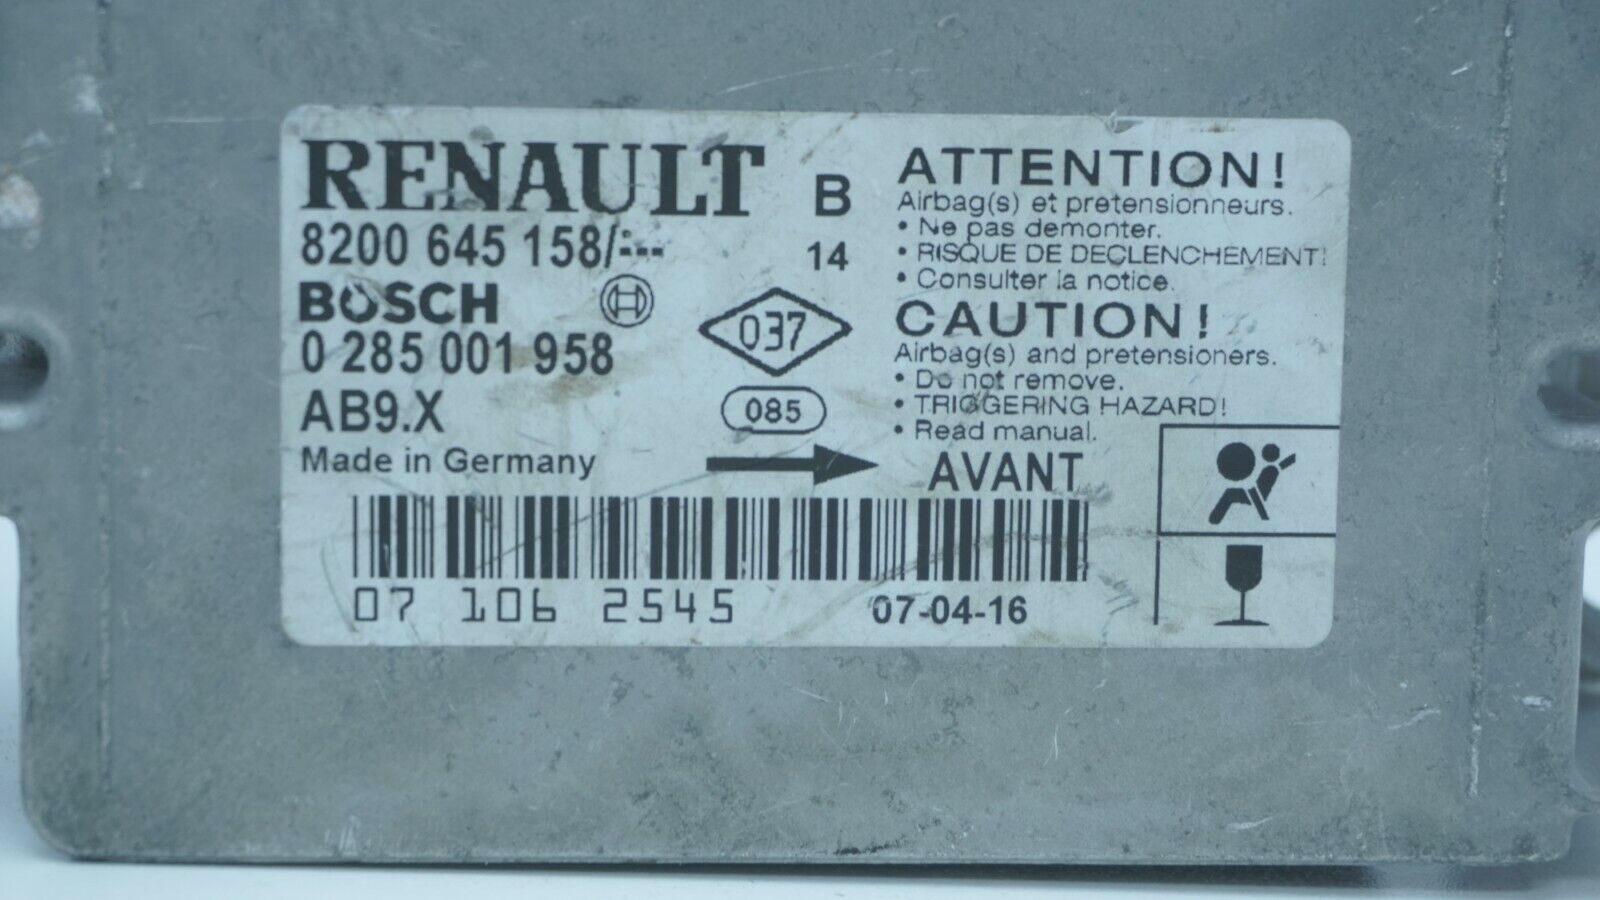 RENAULT
8200 645 158/:---
BOSCH
0 285 001 958
AB9.X
Made in Germany
B
14
037
085
ATTENTION!
Airbag(s) et pretensionneurs.
• Ne pas demonter.
• RISQUE DE DECLENCHEMENT!
• Consulter la notice.
CAUTION!
Airbag(s) and pretensioners.
• Do not remove.
• TRIGGERING HAZARD!
• Read manual.
AVANT
07 106 2545
07-04-16